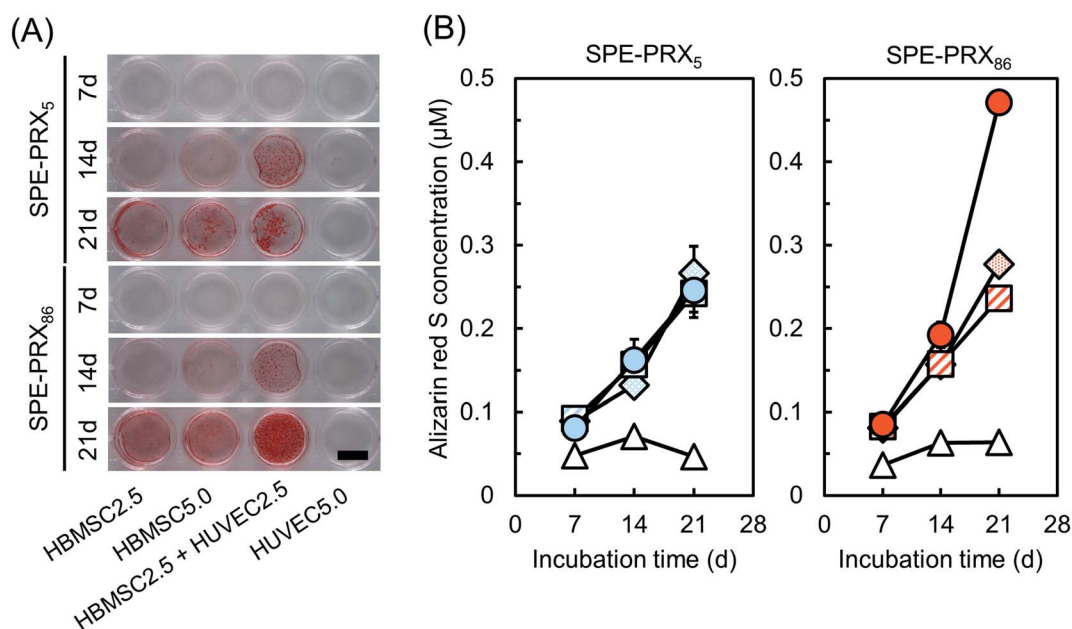 (A)
SPE-PRX₅
7d
14d
21d
SPE-PRX₈₆
7d
14d
21d
HBMSC2.5
HBMSC5.0
HBMSC2.5 + HUVEC2.5
HUVEC5.0
(B)
SPE-PRX₅
SPE-PRX₈₆
Alizarin red S concentration (μM)
0.5
0.4
0.3
0.2
0.1
0
0 7 14 21 28
Incubation time (d)
0.5
0.4
0.3
0.2
0.1
0
0 7 14 21 28
Incubation time (d)